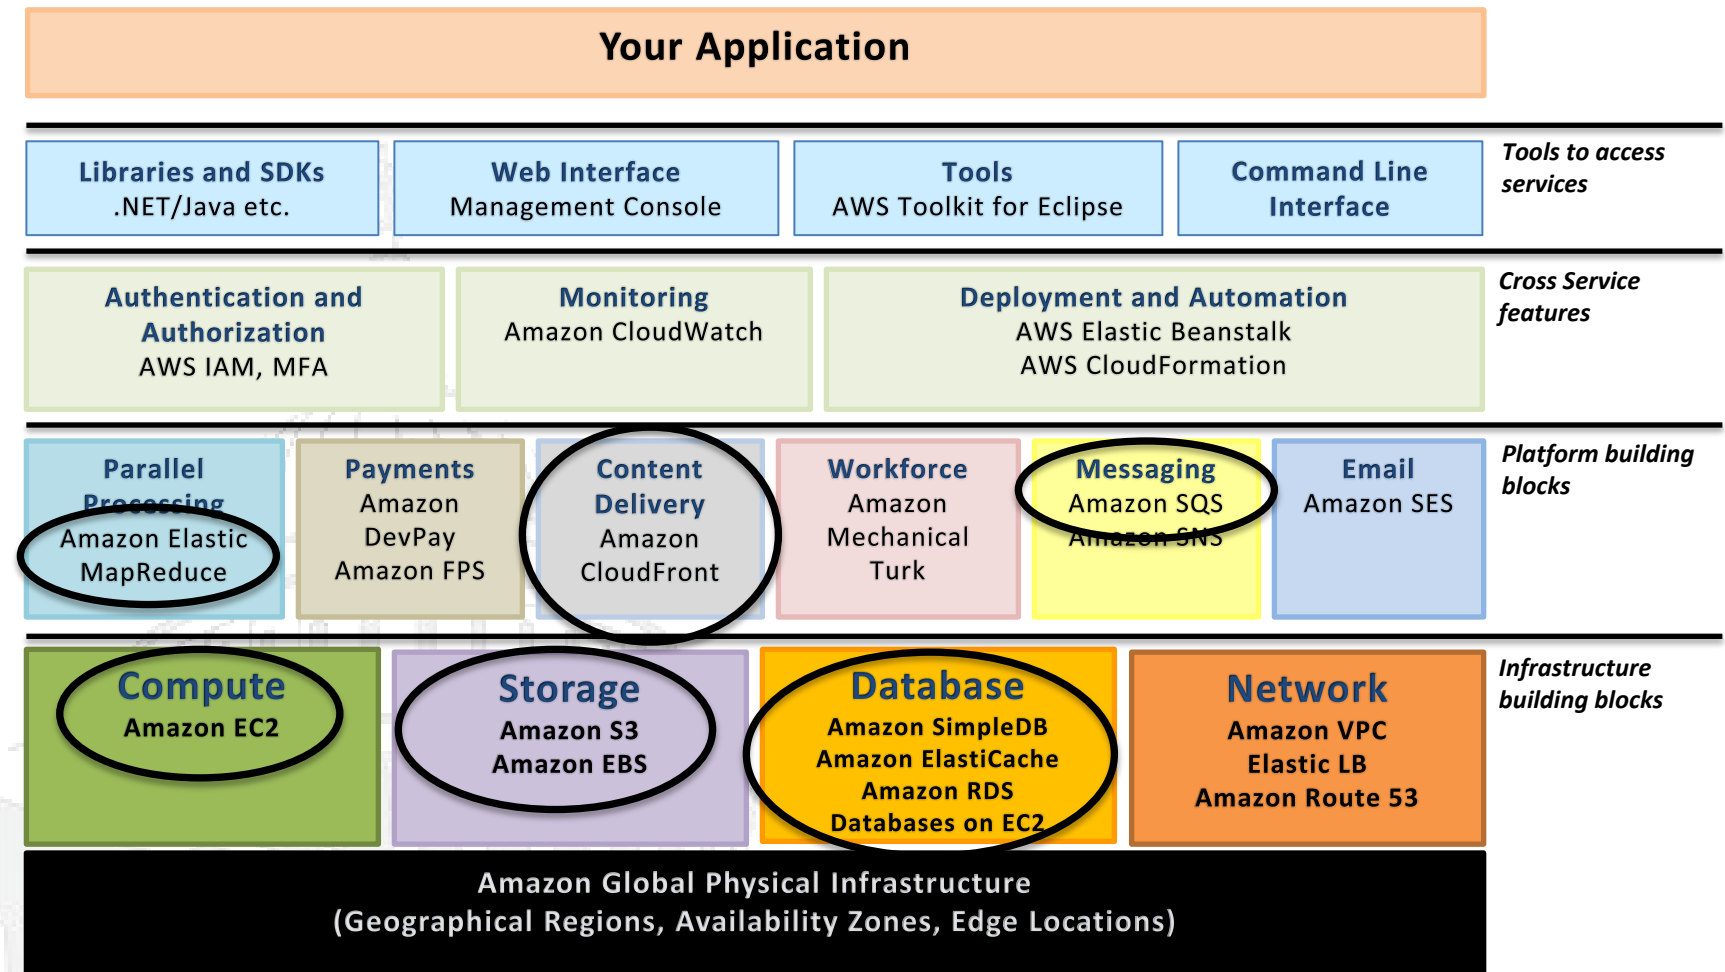 Your Application
Libraries and SDKs
.NET/Java etc.
Web Interface
Management Console
Tools
AWS Toolkit for Eclipse
Command Line
Interface
Tools to access
services
Authentication and
Authorization
AWS IAM, MFA
Monitoring
Amazon CloudWatch
Deployment and Automation
AWS Elastic Beanstalk
AWS CloudFormation
Cross Service
features
Parallel
Processing
Amazon Elastic
MapReduce
Payments
Amazon
DevPay
Amazon FPS
Content
Delivery
Amazon
CloudFront
Workforce
Amazon
Mechanical
Turk
Messaging
Amazon SQS
Amazon SNS
Email
Amazon SES
Platform building
blocks
Compute
Amazon EC2
Storage
Amazon S3
Amazon EBS
Database
Amazon SimpleDB
Amazon ElastiCache
Amazon RDS
Databases on EC2
Network
Amazon VPC
Elastic LB
Amazon Route 53
Infrastructure
building blocks
Amazon Global Physical Infrastructure
(Geographical Regions, Availability Zones, Edge Locations)